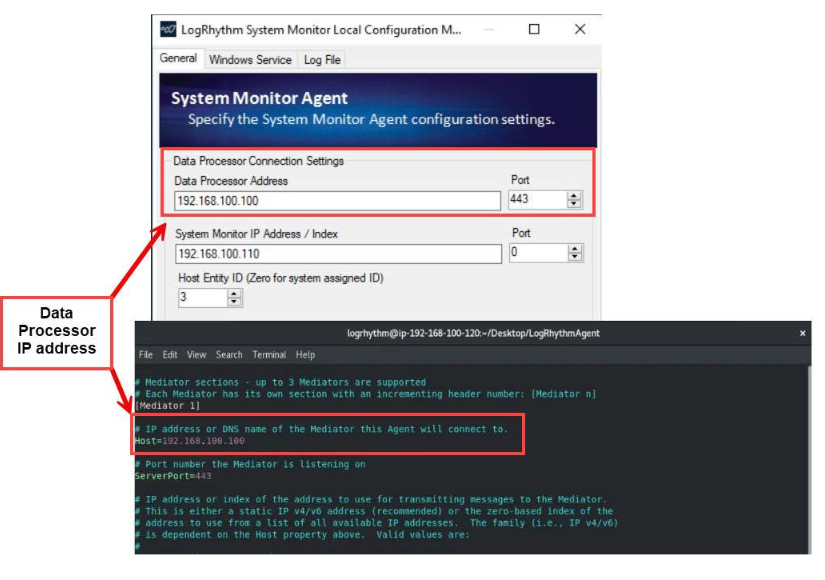 LogRhythm System Monitor Local Configuration M...
General Windows Service Log File
System Monitor Agent
Specify the System Monitor Agent configuration settings.
Data Processor Connection Settings
Data Processor Address Port
192.168.100.100 443
System Monitor IP Address / Index Port
192.168.100.110 0
Host Entity ID (Zero for system assigned ID)
3
Data
Processor
IP address
logrhythm@ip-192-168-100-120:~/Desktop/LogRhythmAgent ×
File Edit View Search Terminal Help
# Mediator sections - up to 3 Mediators are supported
# Each Mediator has its own section with an incrementing header number: [Mediator n]
[Mediator 1]
# IP address or DNS name of the Mediator this Agent will connect to.
Host=192.168.100.100
# Port number the Mediator is listening on
ServerPort=443
# IP address or index of the address to use for transmitting messages to the Mediator.
# This is either a static IP v4/v6 address (recommended) or the zero-based index of the
# address to use from a list of all available IP addresses. The family (i.e., IP v4/v6)
# is dependent on the Host property above. Valid values are:
#